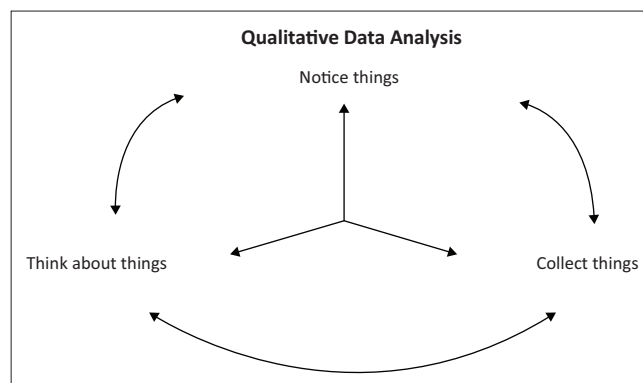 Qualitative Data Analysis
Notice things
Think about things
Collect things